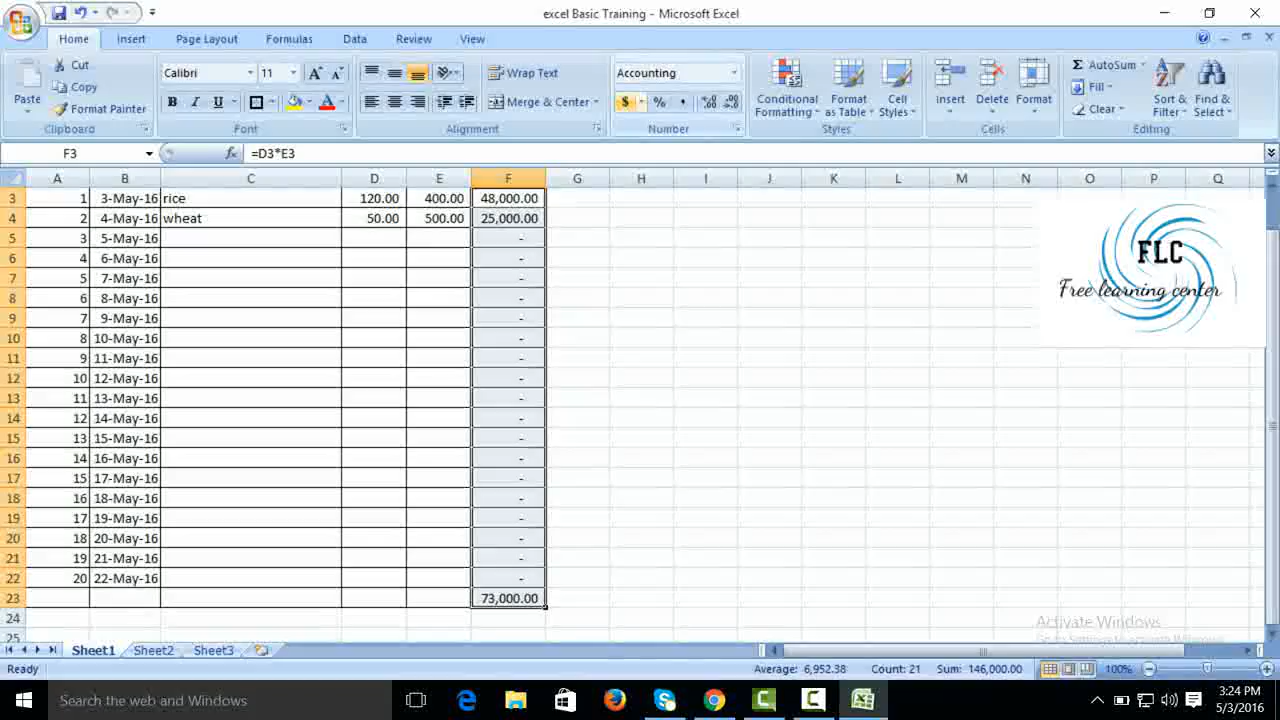 excel Basic Training - Microsoft Excel
Home Insert Page Layout Formulas Data Review View
Paste Cut Copy Format Painter Clipboard
Calibri 11 B I U Font
Wrap Text Merge & Center Alignment
Accounting $ % , Number
Conditional Formatting Format as Table Cell Styles Styles
Insert Delete Format Cells
AutoSum Fill Clear Sort & Filter Find & Select Editing
F3 fx =D3*E3
A B C D E F G H I J K L M N O P Q
3 1 3-May-16 rice 120.00 400.00 48,000.00
4 2 4-May-16 wheat 50.00 500.00 25,000.00
5 3 5-May-16 -
6 4 6-May-16 -
7 5 7-May-16 -
8 6 8-May-16 -
9 7 9-May-16 -
10 8 10-May-16 -
11 9 11-May-16 -
12 10 12-May-16 -
13 11 13-May-16 -
14 12 14-May-16 -
15 13 15-May-16 -
16 14 16-May-16 -
17 15 17-May-16 -
18 16 18-May-16 -
19 17 19-May-16 -
20 18 20-May-16 -
21 19 21-May-16 -
22 20 22-May-16 -
23 73,000.00
24
25
FLC
Free learning center
Activate Windows
Sheet1 Sheet2 Sheet3
Ready Average: 6,952.38 Count: 21 Sum: 146,000.00 100%
Search the web and Windows
3:24 PM
5/3/2016